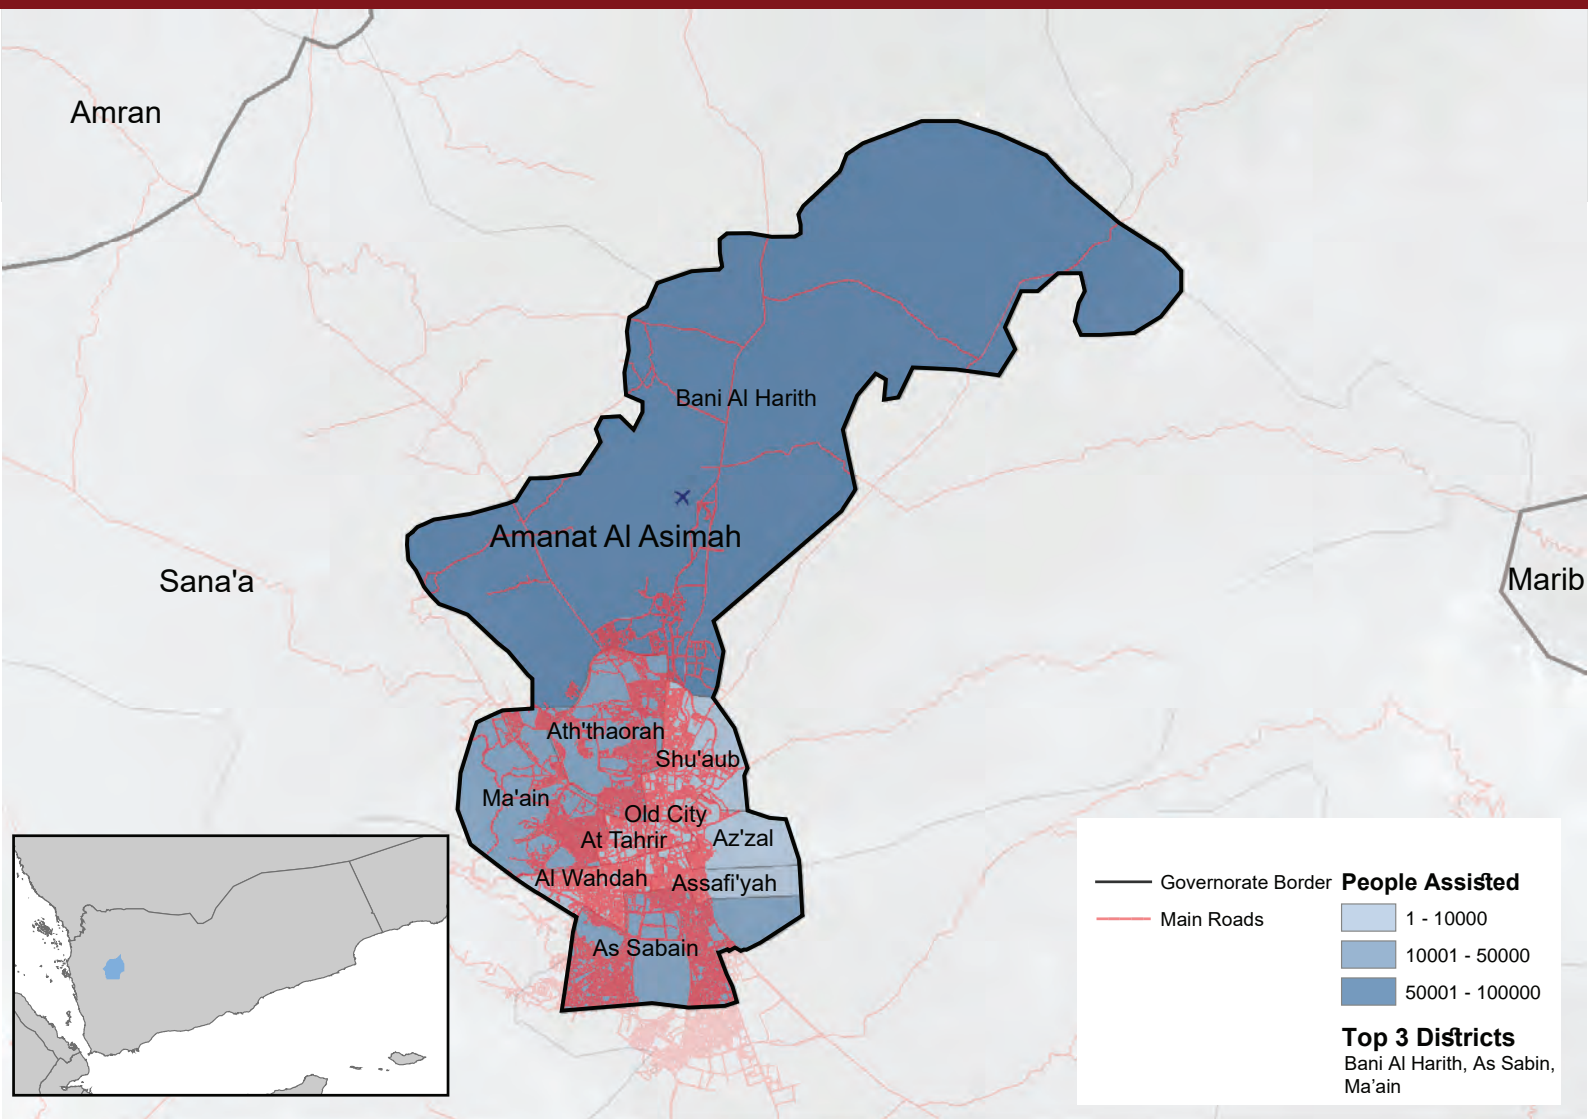 Amran
Bani Al Harith
Amanat Al Asimah
Sana'a
Marib
Ath'thaorah
Shu'aub
Ma'ain
Old City
At Tahrir
Az'zal
Al Wahdah
Assafi'yah
As Sabain
Governorate Border
Main Roads
People Assisted
1 - 10000
10001 - 50000
50001 - 100000
Top 3 Districts
Bani Al Harith, As Sabin,
Ma’ain